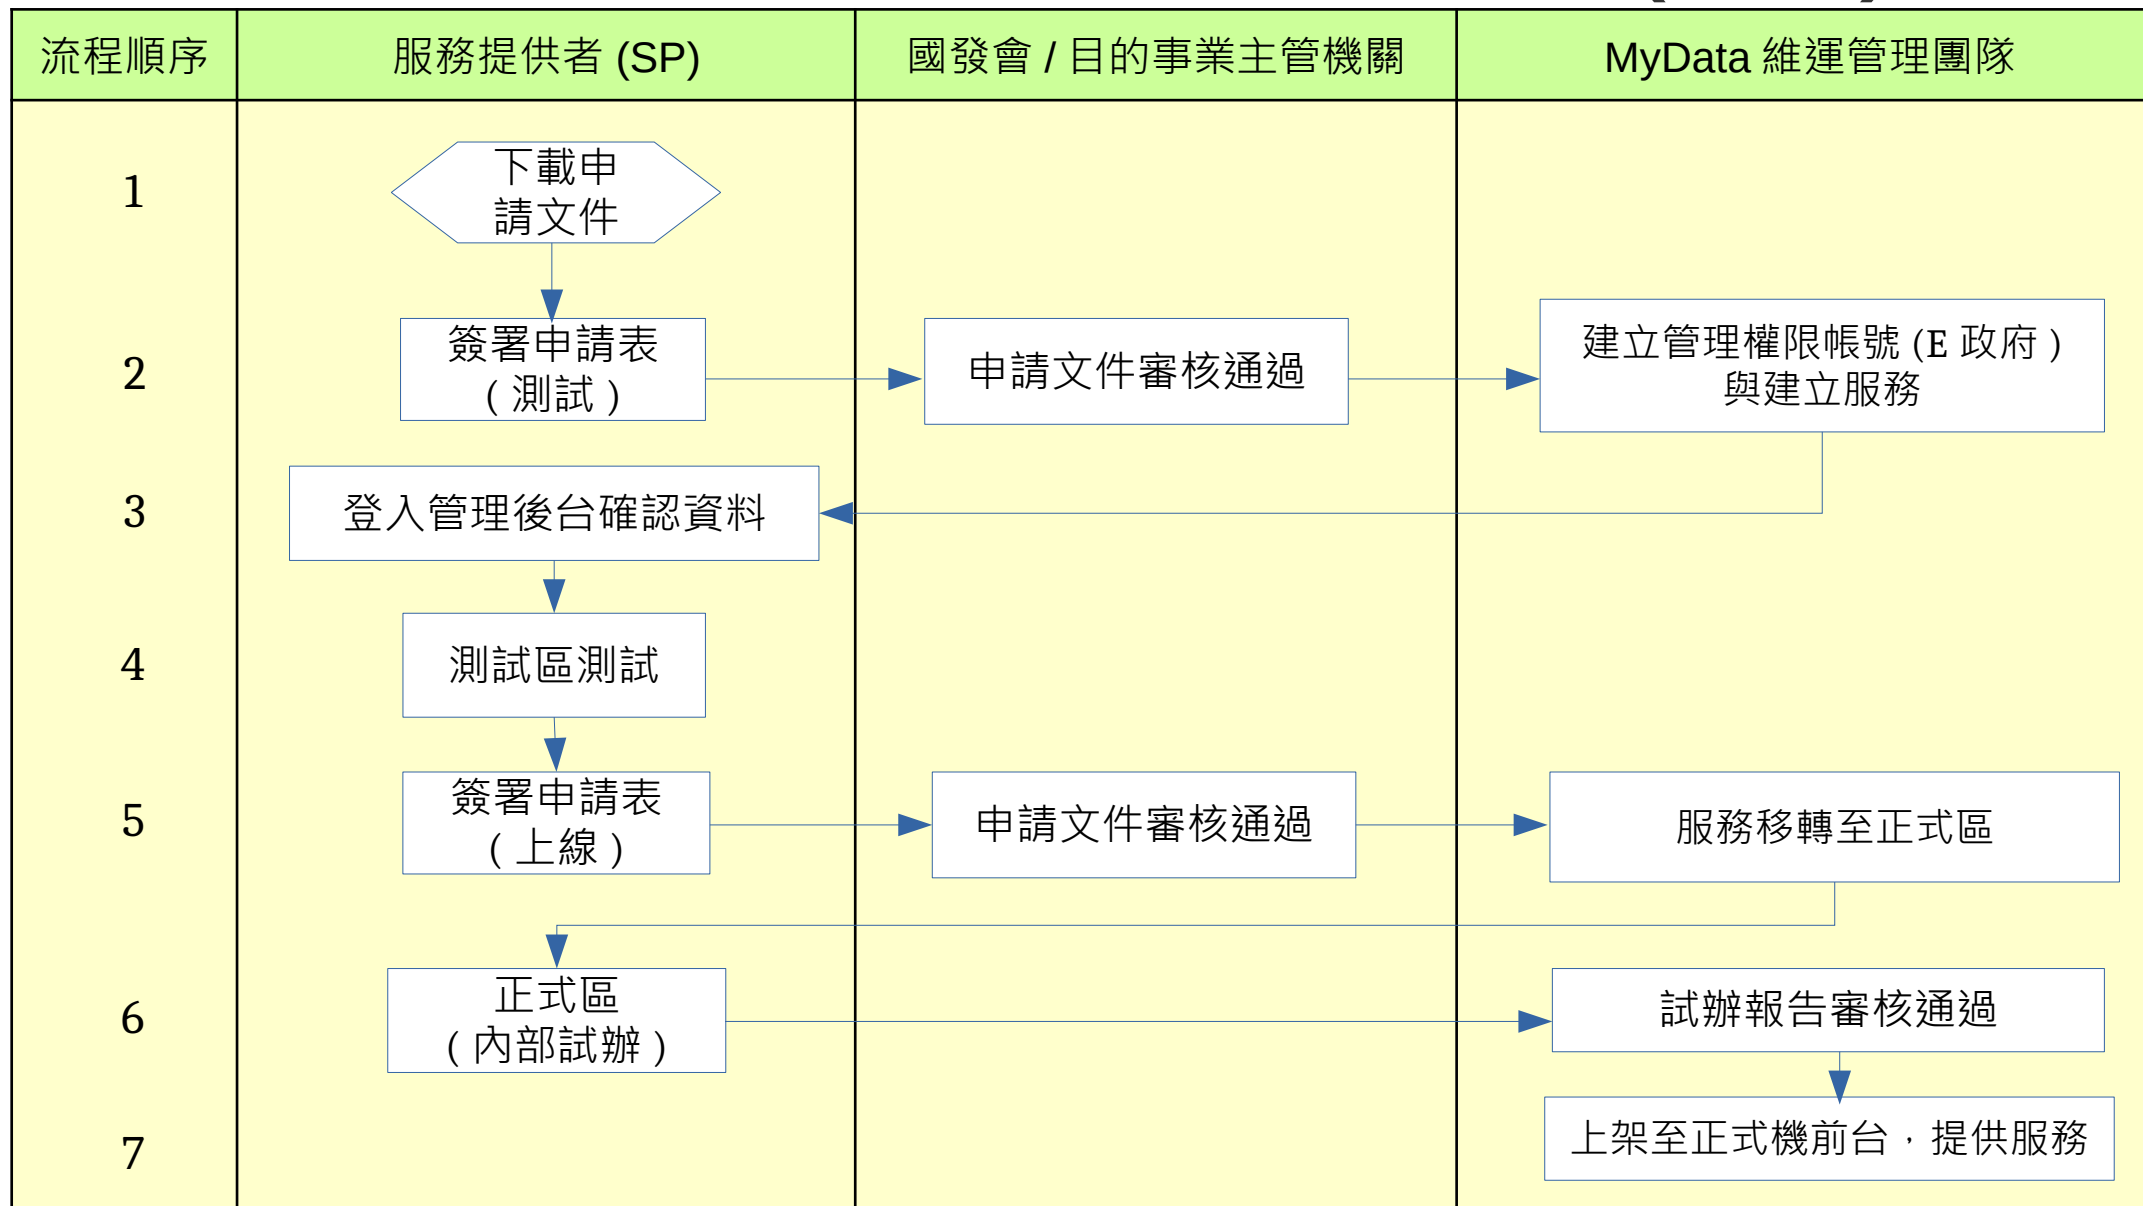 流程順序
服務提供者 (SP)
國發會 / 目的事業主管機關
MyData 維運管理團隊
1
下載申
請文件
2
簽署申請表
( 測試 )
申請文件審核通過
建立管理權限帳號 (E 政府 )
與建立服務
3
登入管理後台確認資料
4
測試區測試
5
簽署申請表
( 上線 )
申請文件審核通過
服務移轉至正式區
6
正式區
( 內部試辦 )
試辦報告審核通過
7
上架至正式機前台，提供服務